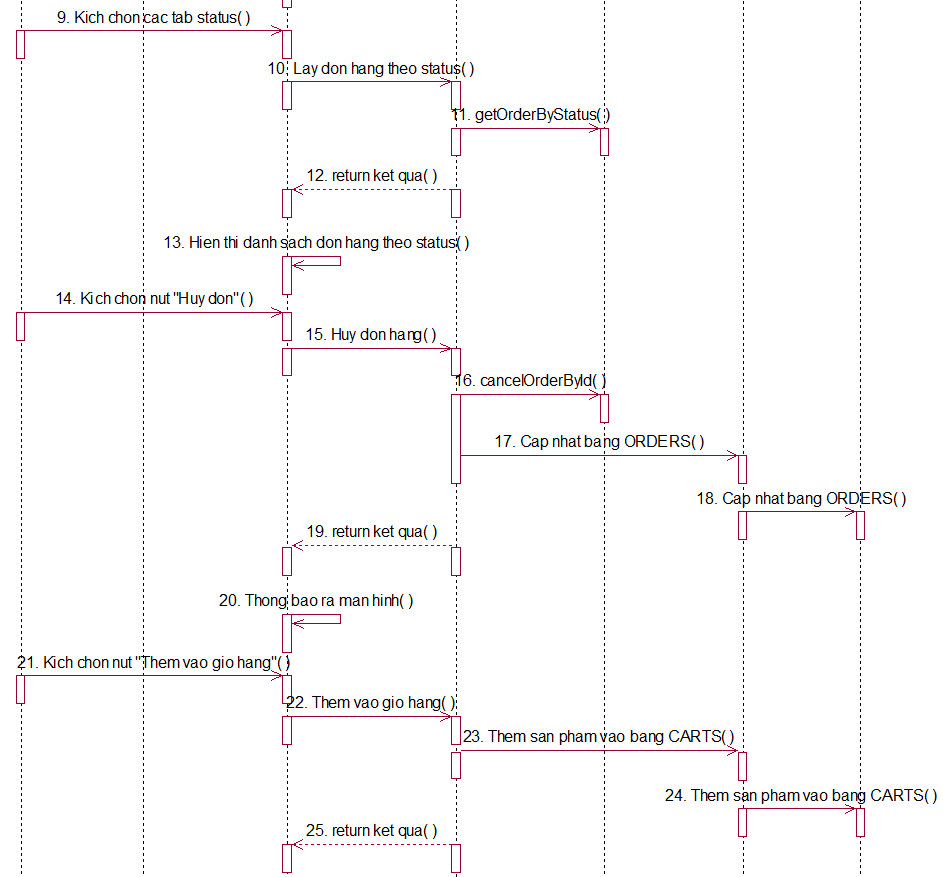 9. Kich chon cac tab status( )
10. Lay don hang theo status( )
11. getOrderByStatus( )
12. return ket qua( )
13. Hien thi danh sach don hang theo status( )
14. Kich chon nut "Huy don"( )
15. Huy don hang( )
16. cancelOrderById( )
17. Cap nhat bang ORDERS( )
18. Cap nhat bang ORDERS( )
19. return ket qua( )
20. Thong bao ra man hinh( )
21. Kich chon nut "Them vao gio hang"( )
22. Them vao gio hang( )
23. Them san pham vao bang CARTS( )
24. Them san pham vao bang CARTS( )
25. return ket qua( )